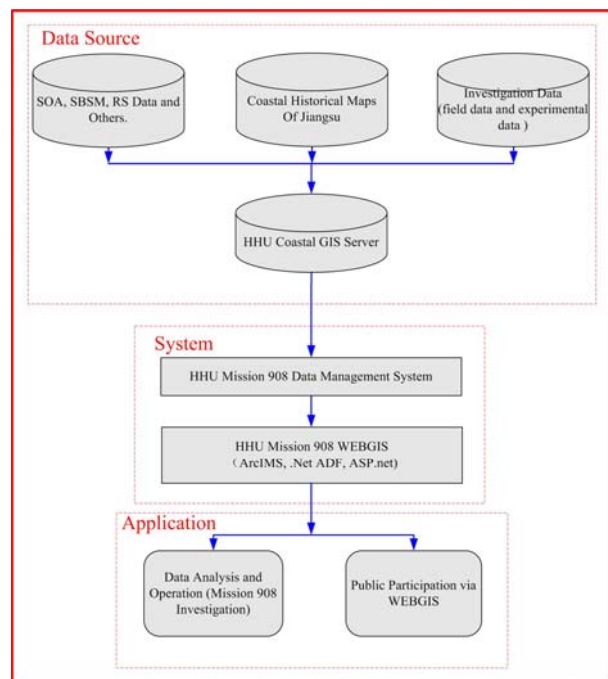 Data Source
SOA, SBSM, RS Data and
Others.
Coastal Historical Maps
Of Jiangsu
Investigation Data
(field data and experimental
data )
HHU Coastal GIS Server
System
HHU Mission 908 Data Management System
HHU Mission 908 WEBGIS
（ArcIMS, .Net ADF, ASP.net)
Application
Data Analysis and
Operation (Mission 908
Investigation)
Public Participation via
WEBGIS